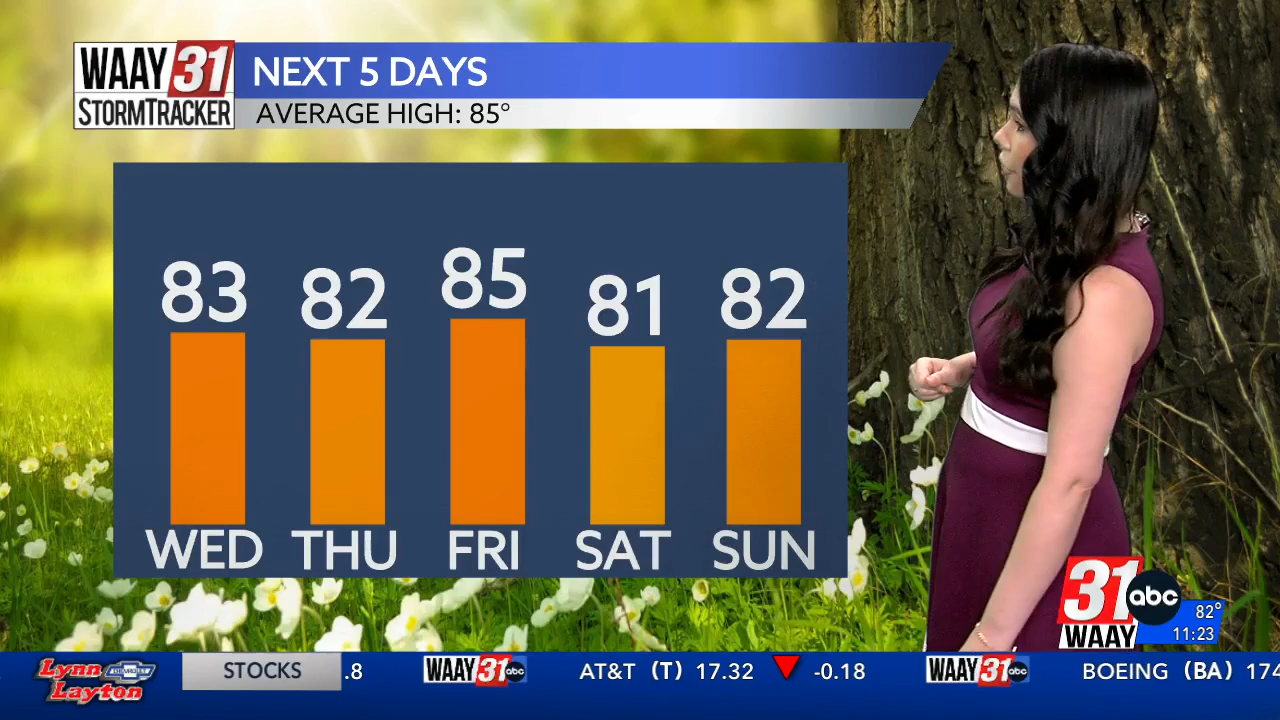 WAAY 31
STORMTRACKER
NEXT 5 DAYS
AVERAGE HIGH: 85°
83 82 85 81 82
WED THU FRI SAT SUN
31 abc
WAAY
82°
11:23
Lynn Layton CHEVROLET STOCKS .8 WAAY 31 abc AT&T (T) 17.32 -0.18 WAAY 31 abc BOEING (BA) 174